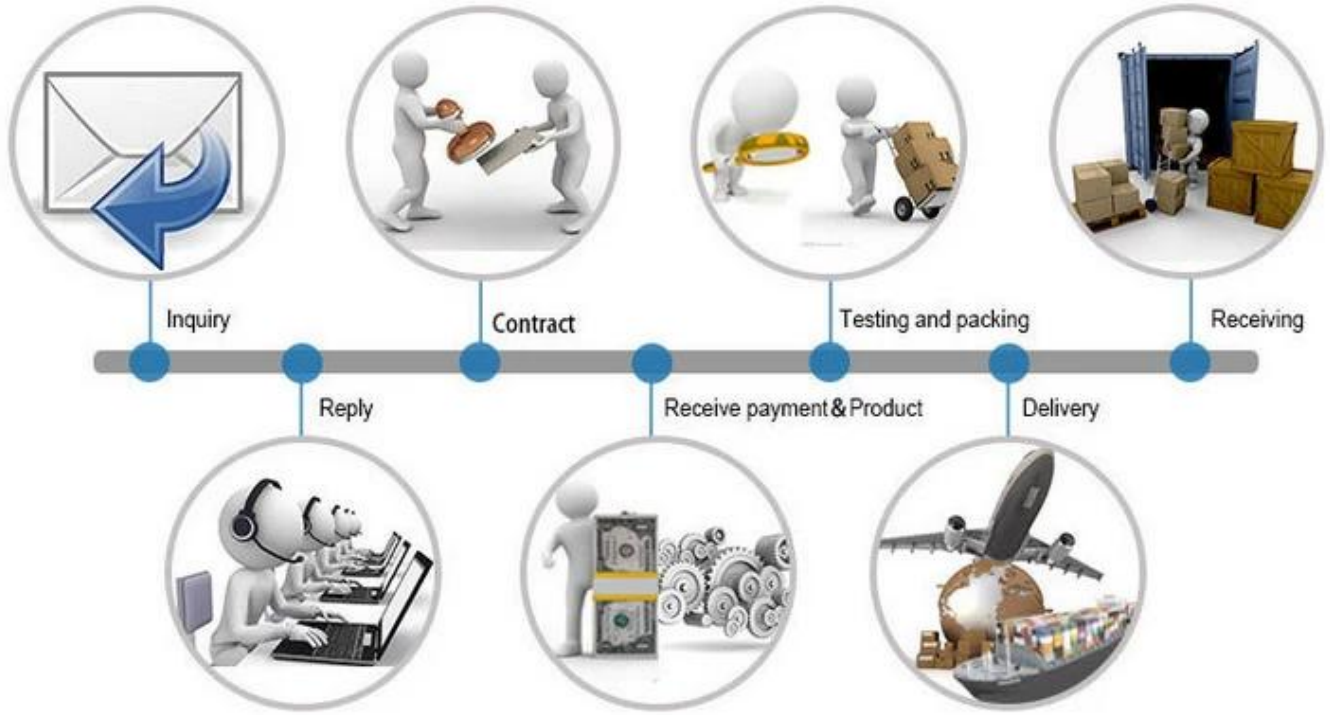 Inquiry
Contract
Testing and packing
Receiving
Reply
Receive payment & Product
Delivery